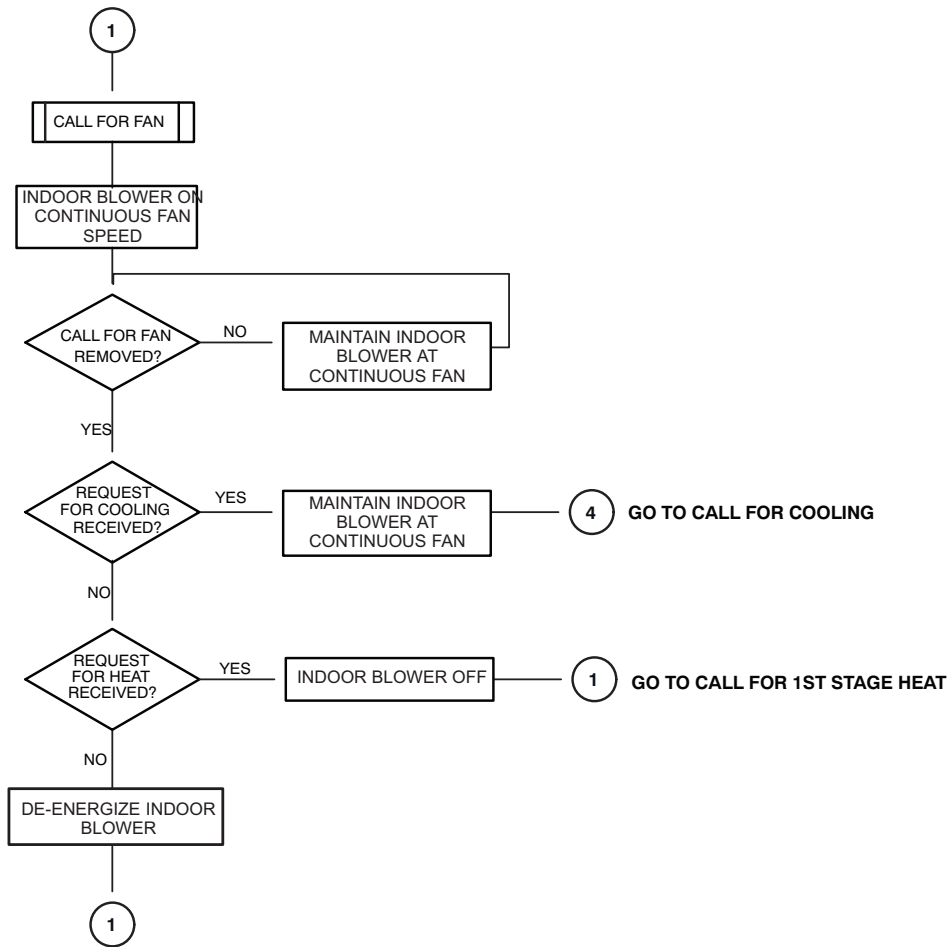 1
CALL FOR FAN
INDOOR BLOWER ON
CONTINUOUS FAN
SPEED
CALL FOR FAN
REMOVED?
NO
MAINTAIN INDOOR
BLOWER AT
CONTINUOUS FAN
YES
REQUEST
FOR COOLING
RECEIVED?
YES
MAINTAIN INDOOR
BLOWER AT
CONTINUOUS FAN
4
GO TO CALL FOR COOLING
NO
REQUEST
FOR HEAT
RECEIVED?
YES
INDOOR BLOWER OFF
1
GO TO CALL FOR 1ST STAGE HEAT
NO
DE-ENERGIZE INDOOR
BLOWER
1